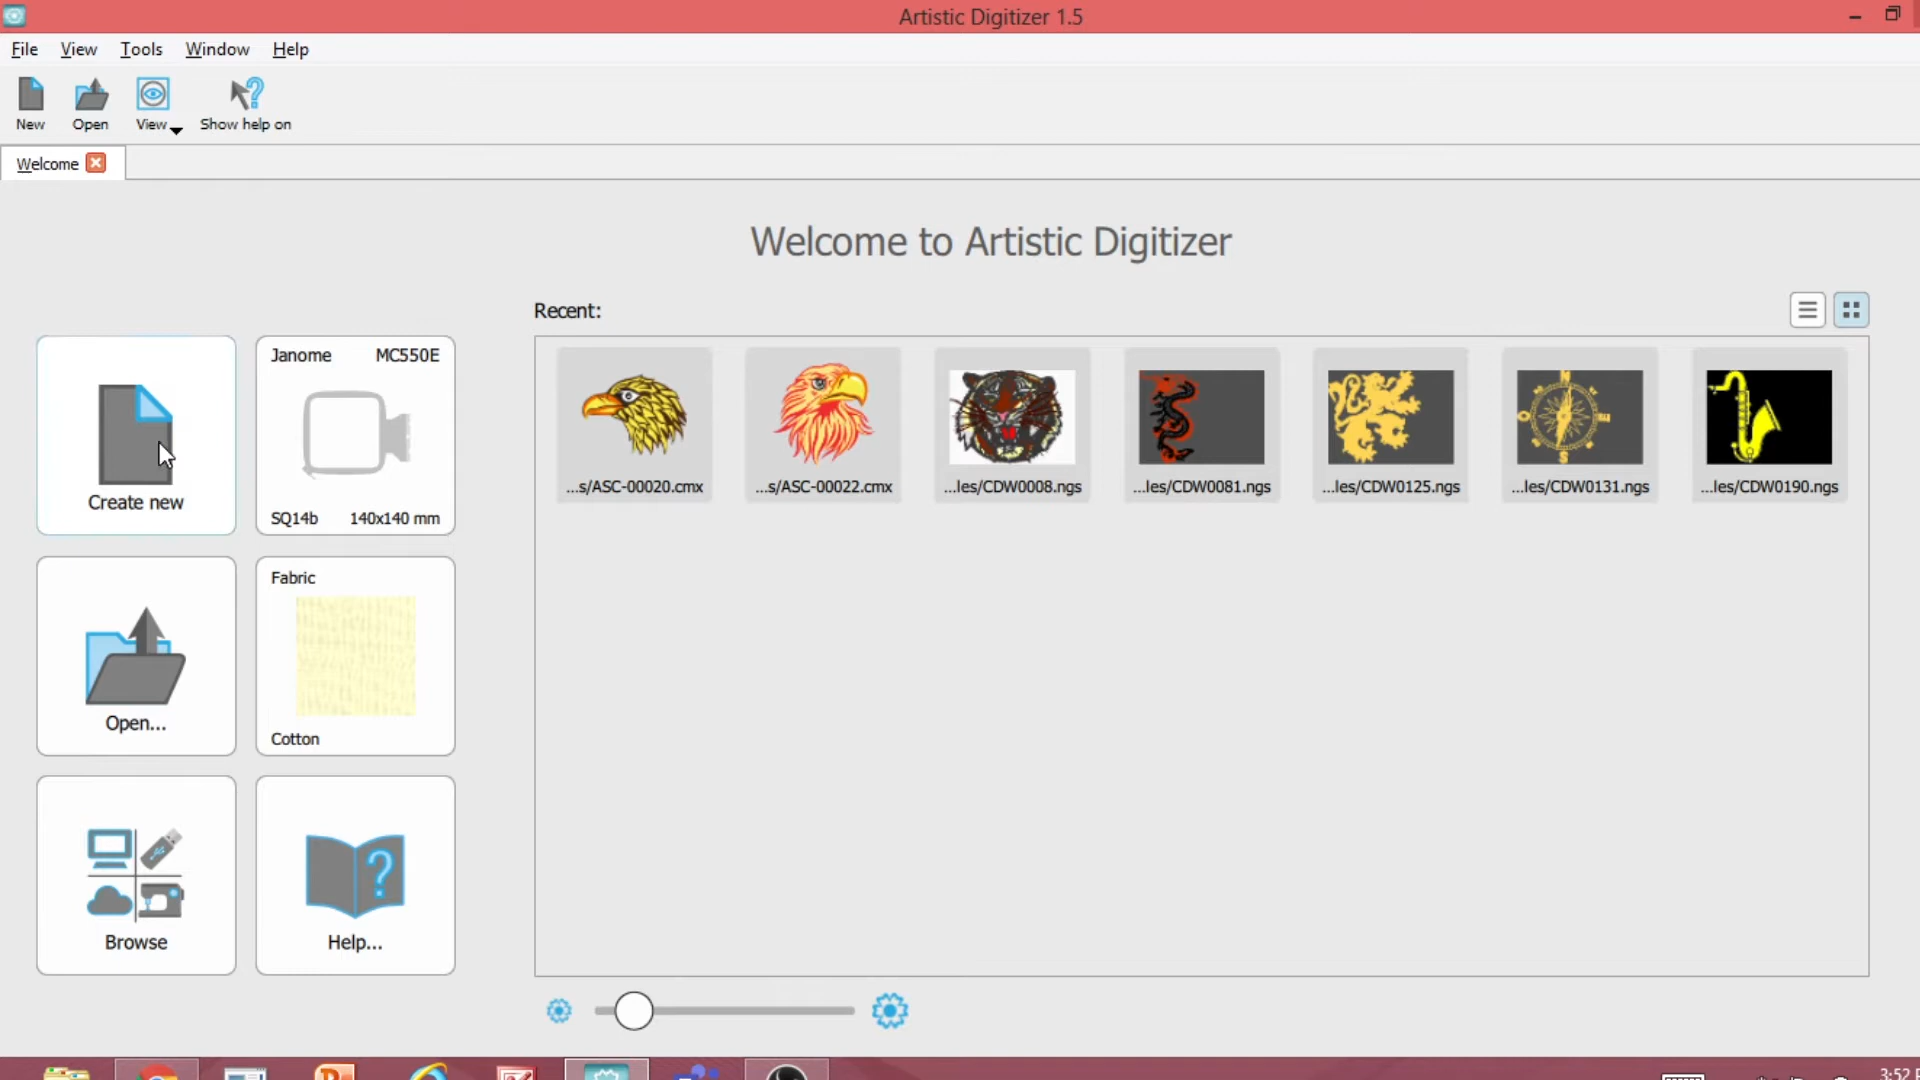 Artistic Digitizer 1.5
File View Tools Window Help
New Open View Show help on
Welcome
Welcome to Artistic Digitizer
Recent:
Create new
Janome MC550E
SQ14b 140x140 mm
...s/ASC-00020.cmx
...s/ASC-00022.cmx
...les/CDW0008.ngs
...les/CDW0081.ngs
...les/CDW0125.ngs
...les/CDW0131.ngs
...les/CDW0190.ngs
Open...
Fabric
Cotton
Browse
Help...
3:52